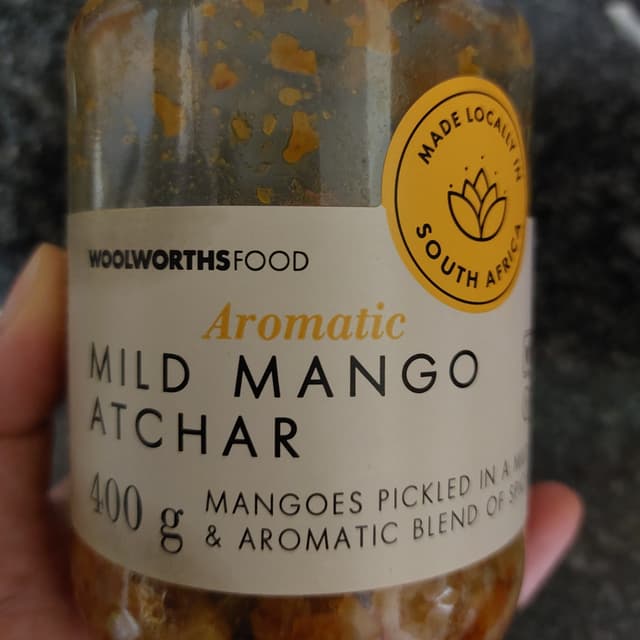 MADE LOCALLY IN
SOUTH AFRICA
WOOLWORTHSFOOD
Aromatic
MILD MANGO
ATCHAR
400 g
MANGOES PICKLED IN A
& AROMATIC BLEND OF